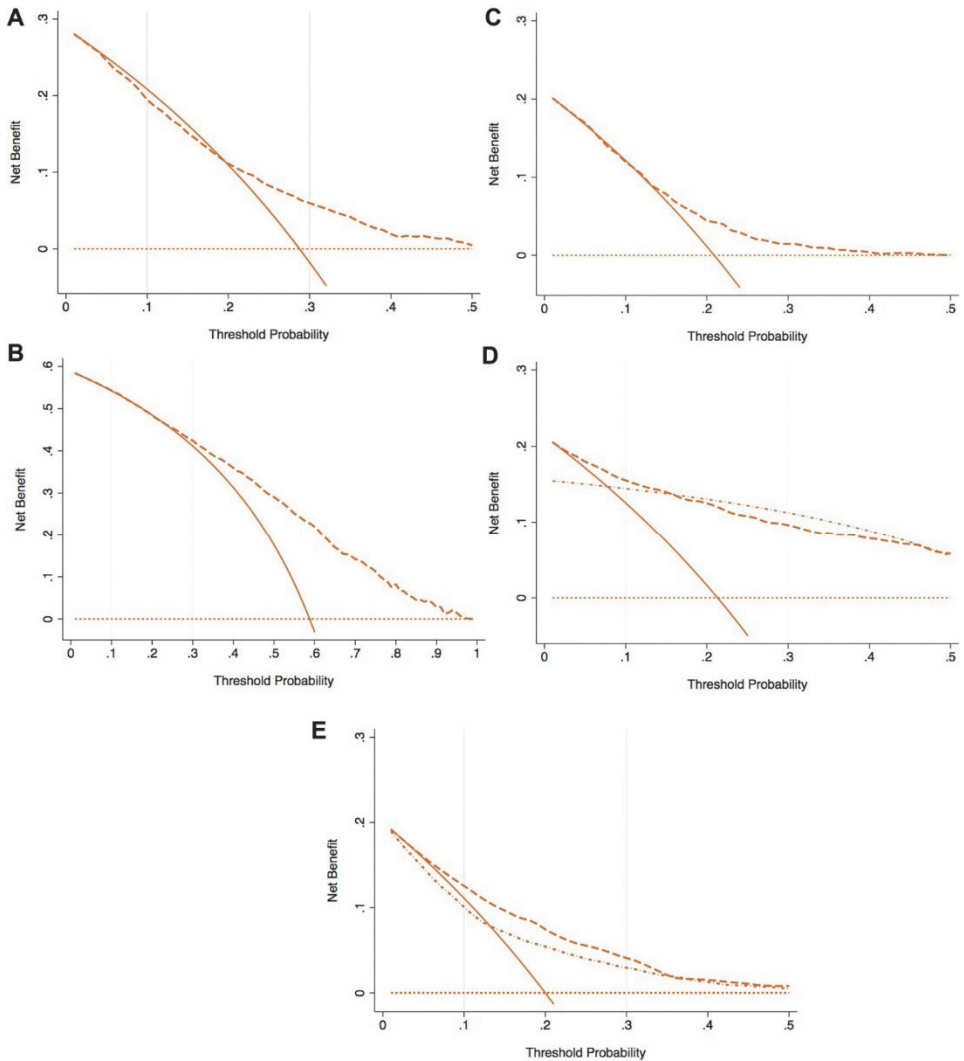 A
.3
.2
.1
0
Net Benefit
0 .1 .2 .3 .4 .5
Threshold Probability
C
.3
.2
.1
0
Net Benefit
0 .1 .2 .3 .4 .5
Threshold Probability
B
.6
.5
.4
.3
.2
.1
0
Net Benefit
0 .1 .2 .3 .4 .5 .6 .7 .8 .9 1
Threshold Probability
D
.3
.2
.1
0
Net Benefit
0 .1 .2 .3 .4 .5
Threshold Probability
E
.3
.2
.1
0
Net Benefit
0 .1 .2 .3 .4 .5
Threshold Probability